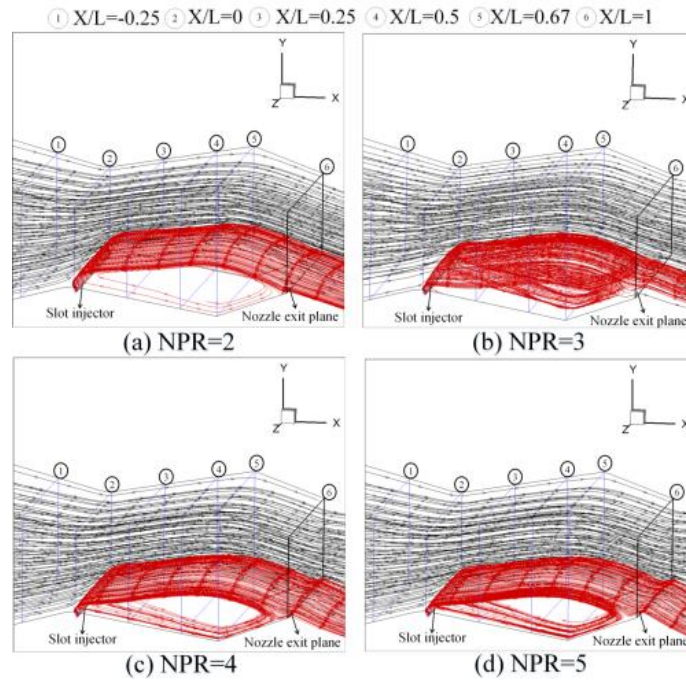 ① X/L=-0.25 ② X/L=0 ③ X/L=0.25 ④ X/L=0.5 ⑤ X/L=0.67 ⑥ X/L=1
Y
Z X
① ② ③ ④ ⑤ ⑥
Slot injector
Nozzle exit plane
(a) NPR=2
Y
Z X
① ② ③ ④ ⑤ ⑥
Slot injector
Nozzle exit plane
(b) NPR=3
Y
Z X
① ② ③ ④ ⑤ ⑥
Slot injector
Nozzle exit plane
(c) NPR=4
Y
Z X
① ② ③ ④ ⑤ ⑥
Slot injector
Nozzle exit plane
(d) NPR=5